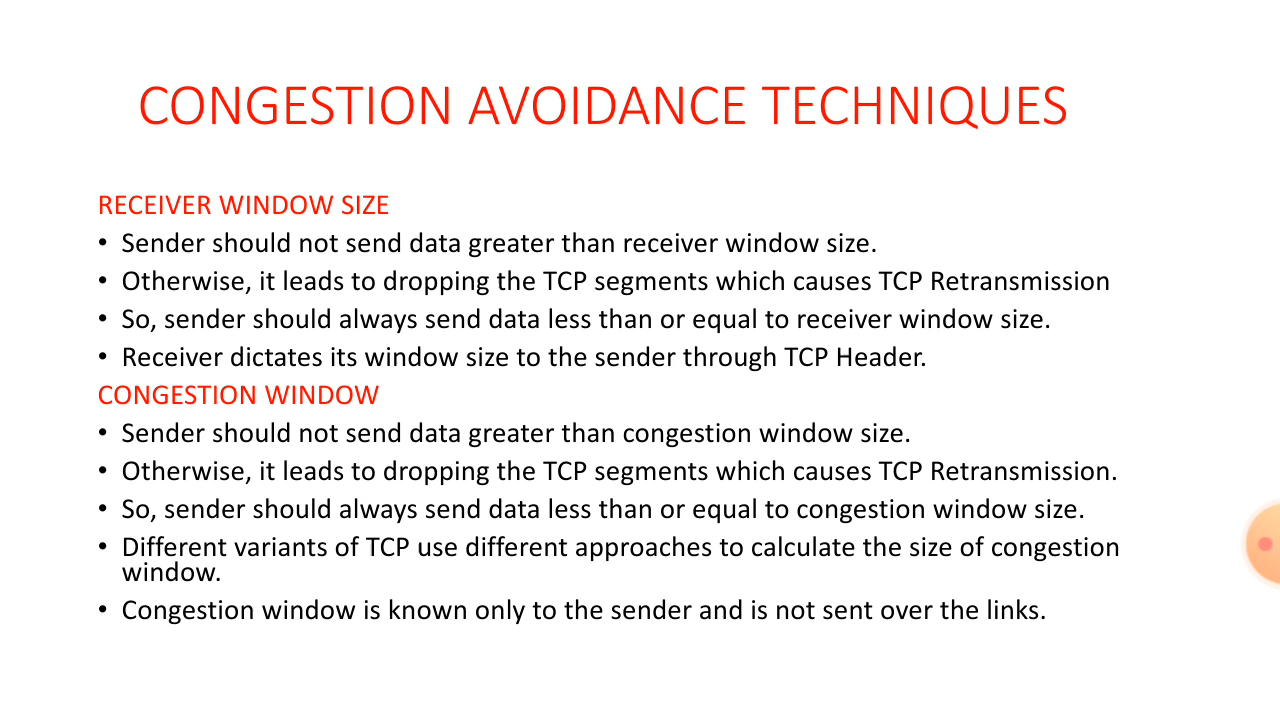 CONGESTION AVOIDANCE TECHNIQUES
RECEIVER WINDOW SIZE
• Sender should not send data greater than receiver window size.
• Otherwise, it leads to dropping the TCP segments which causes TCP Retransmission
• So, sender should always send data less than or equal to receiver window size.
• Receiver dictates its window size to the sender through TCP Header.
CONGESTION WINDOW
• Sender should not send data greater than congestion window size.
• Otherwise, it leads to dropping the TCP segments which causes TCP Retransmission.
• So, sender should always send data less than or equal to congestion window size.
• Different variants of TCP use different approaches to calculate the size of congestion
window.
• Congestion window is known only to the sender and is not sent over the links.